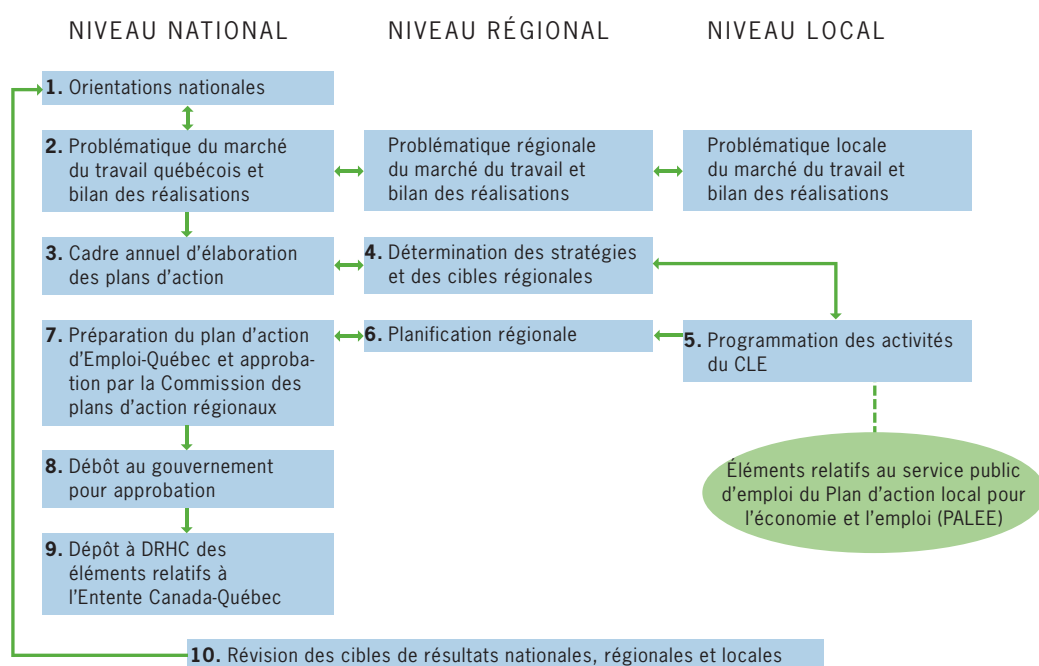 NIVEAU NATIONAL
NIVEAU RÉGIONAL
NIVEAU LOCAL
1. Orientations nationales
2. Problématique du marché
du travail québécois et
bilan des réalisations
Problématique régionale
du marché du travail et
bilan des réalisations
Problématique locale
du marché du travail et
bilan des réalisations
3. Cadre annuel d'élaboration
des plans d'action
4. Détermination des stratégies
et des cibles régionales
7. Préparation du plan d'action
d'Emploi-Québec et approba-
tion par la Commission des
plans d'action régionaux
6. Planification régionale
5. Programmation des activités
du CLE
8. Débôt au gouvernement
pour approbation
Éléments relatifs au service public
d'emploi du Plan d'action local pour
l'économie et l'emploi (PALEE)
9. Dépôt à DRHC des
éléments relatifs à
l'Entente Canada-Québec
10. Révision des cibles de résultats nationales, régionales et locales